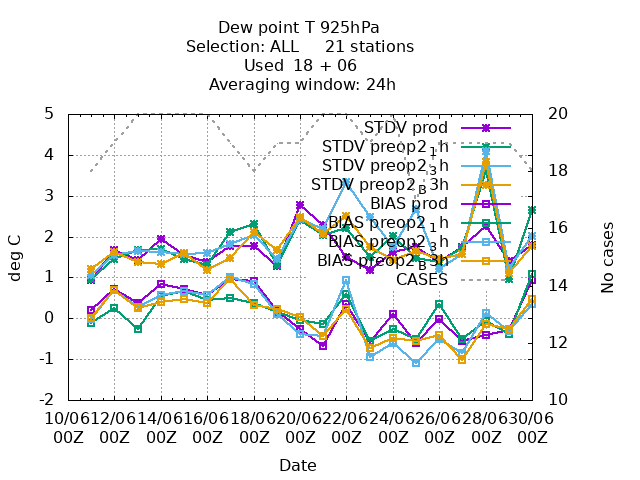 Dew point T 925hPa
Selection: ALL 21 stations
Used 18 + 06
Averaging window: 24h
5
4
3
2
1
0
-1
-2
deg C
20
18
16
14
12
10
No cases
STDV prod
STDV preop2_1h
STDV preop2_3h
STDV preop2_B3h
BIAS prod
BIAS preop2_1h
BIAS preop2_3h
BIAS preop2_B3h
CASES
10/06 12/06 14/06 16/06 18/06 20/06 22/06 24/06 26/06 28/06 30/06
00Z 00Z 00Z 00Z 00Z 00Z 00Z 00Z 00Z 00Z 00Z
Date